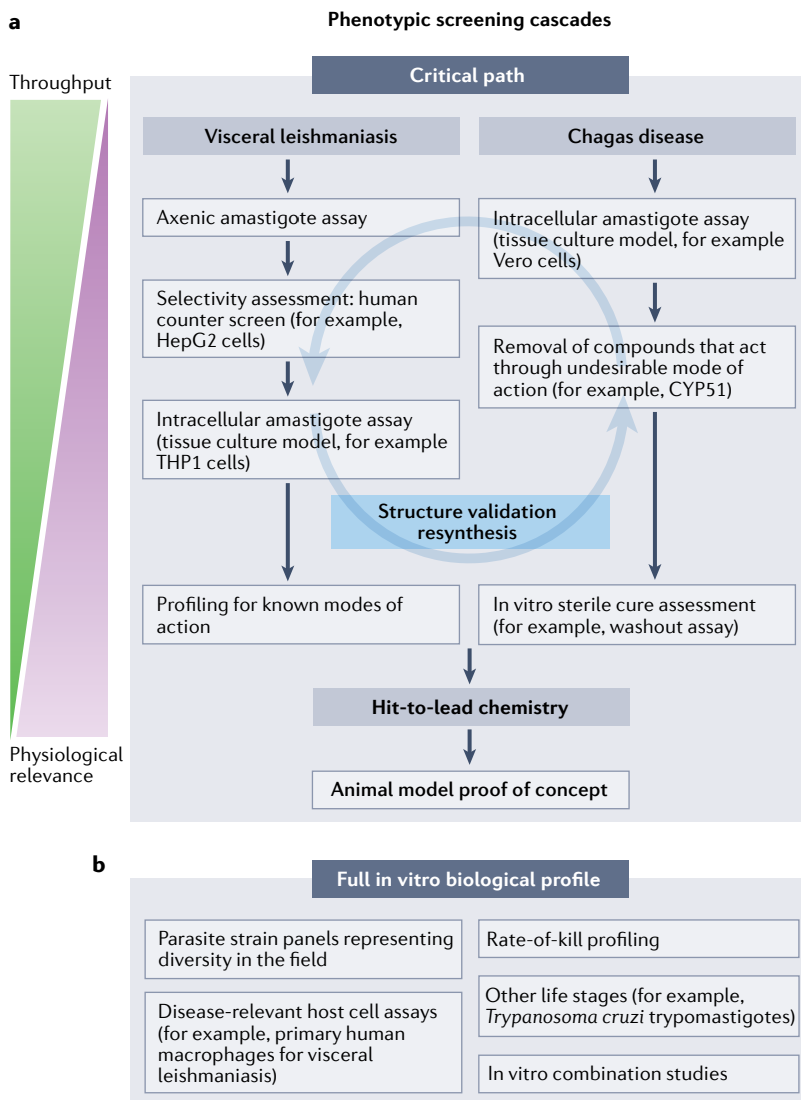 a
Phenotypic screening cascades
Throughput
Critical path
Visceral leishmaniasis
Axenic amastigote assay
Selectivity assessment: human
counter screen (for example,
HepG2 cells)
Intracellular amastigote assay
(tissue culture model, for example
THP1 cells)
Profiling for known modes of
action
Chagas disease
Intracellular amastigote assay
(tissue culture model, for example
Vero cells)
Removal of compounds that act
through undesirable mode of
action (for example, CYP51)
Structure validation
resynthesis
In vitro sterile cure assessment
(for example, washout assay)
Hit-to-lead chemistry
Animal model proof of concept
Physiological
relevance
b
Full in vitro biological profile
Parasite strain panels representing
diversity in the field
Disease-relevant host cell assays
(for example, primary human
macrophages for visceral
leishmaniasis)
Rate-of-kill profiling
Other life stages (for example,
Trypanosoma cruzi trypomastigotes)
In vitro combination studies